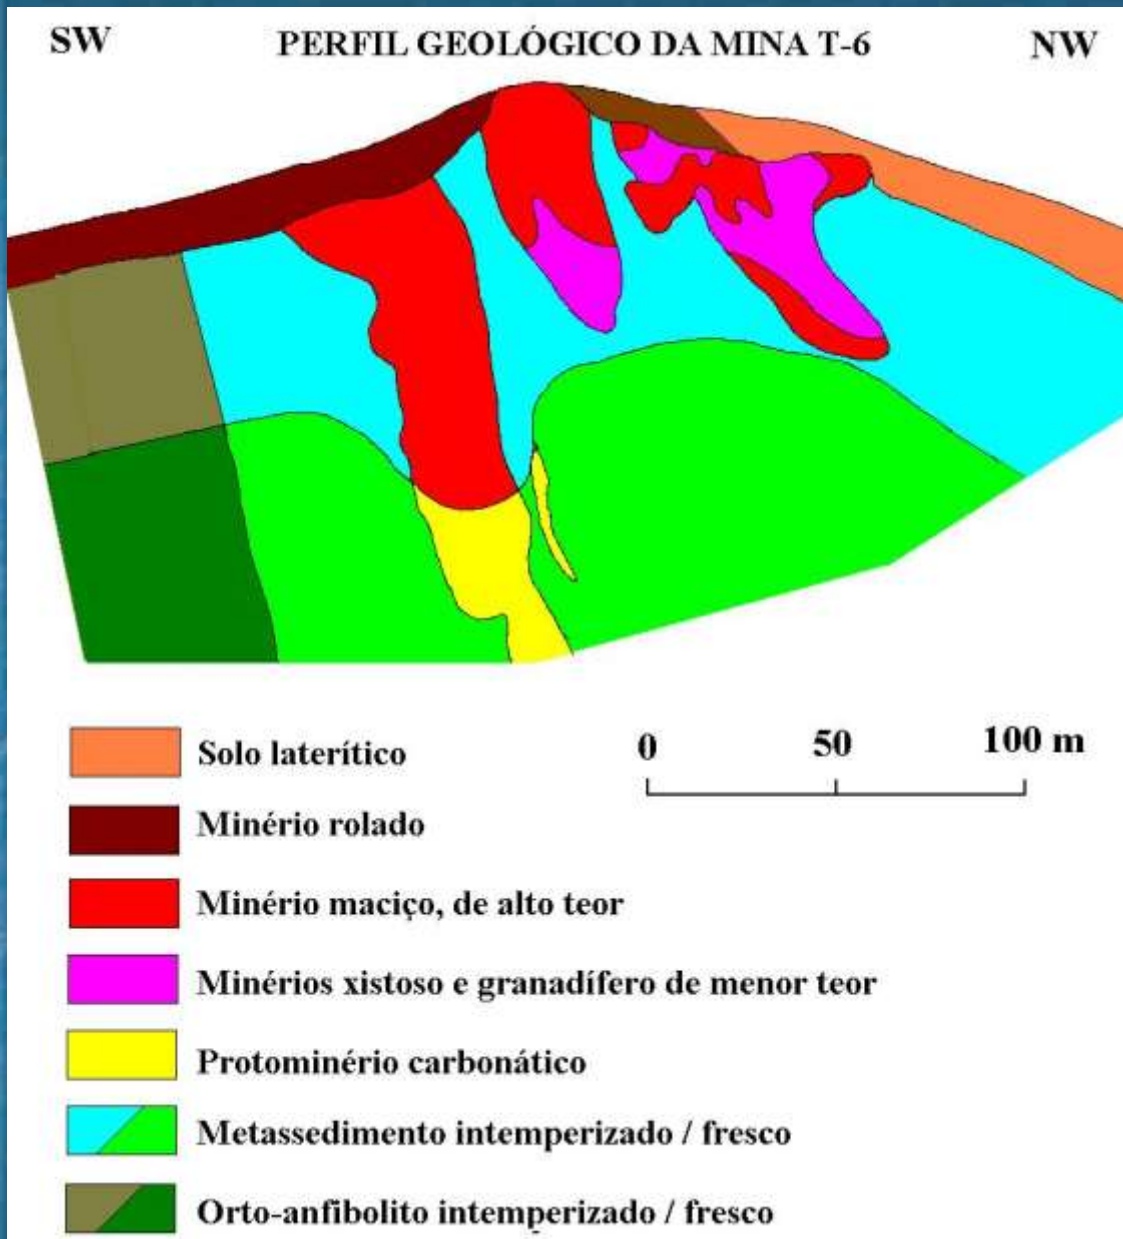 SW PERFIL GEOLÓGICO DA MINA T-6 NW
Solo laterítico
0 50 100 m
Minério rolado
Minério maciço, de alto teor
Minérios xistoso e granadífero de menor teor
Protominério carbonático
Metassedimento intemperizado / fresco
Orto-anfibolito intemperizado / fresco